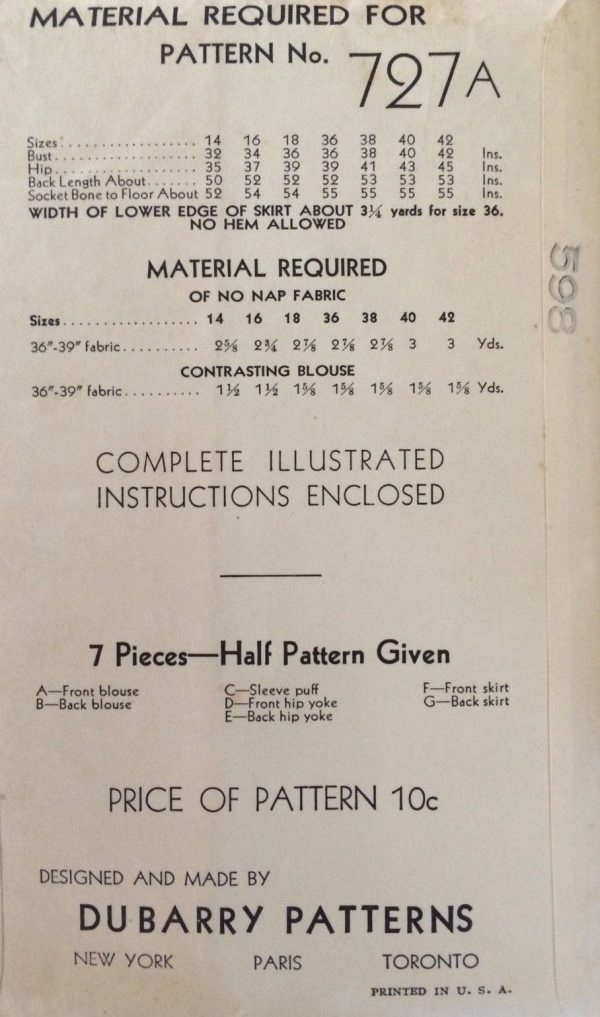 MATERIAL REQUIRED FOR
PATTERN No. 727A
Sizes.................. 14 16 18 36 38 40 42
Bust................... 32 34 36 36 38 40 42 Ins.
Hip.................... 35 37 39 39 41 43 45 Ins.
Back Length About....... 50 52 52 52 53 53 53 Ins.
Socket Bone to Floor About 52 54 54 55 55 55 55 Ins.
WIDTH OF LOWER EDGE OF SKIRT ABOUT 3¼ yards for size 36.
NO HEM ALLOWED
MATERIAL REQUIRED
OF NO NAP FABRIC
Sizes.................. 14 16 18 36 38 40 42
36"-39" fabric.......... 2⅝ 2¾ 2⅞ 2⅞ 2⅞ 3 3 Yds.
CONTRASTING BLOUSE
36"-39" fabric.......... 1½ 1½ 1⅝ 1⅝ 1⅝ 1⅝ 1⅝ Yds.
598
COMPLETE ILLUSTRATED
INSTRUCTIONS ENCLOSED
7 Pieces—Half Pattern Given
A—Front blouse C—Sleeve puff F—Front skirt
B—Back blouse D—Front hip yoke G—Back skirt
E—Back hip yoke
PRICE OF PATTERN 10c
DESIGNED AND MADE BY
DUBARRY PATTERNS
NEW YORK PARIS TORONTO
PRINTED IN U. S. A.